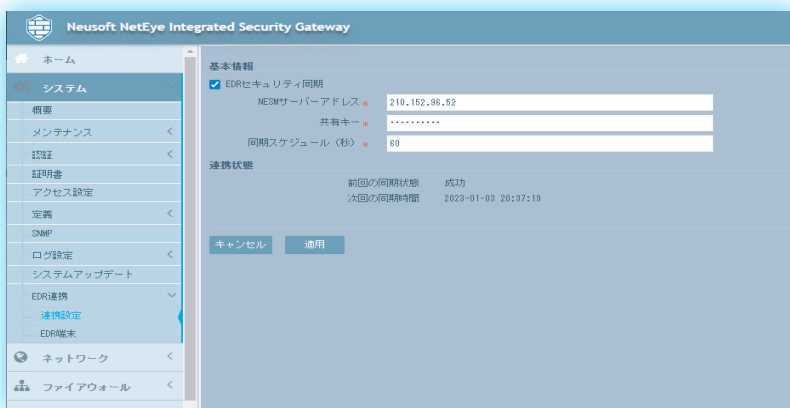 Neusoft NetEye Integrated Security Gateway
ホーム
システム
概要
メンテナンス
認証
証明書
アクセス設定
定義
SNMP
ログ設定
システムアップデート
EDR連携
連携設定
EDR端末
ネットワーク
ファイアウォール
基本情報
EDRセキュリティ同期
NESMサーバーアドレス * 210.152.96.52
共有キー * ··········
同期スケジュール（秒） * 60
連携状態
前回の同期状態 成功
次回の同期時間 2023-01-03 20:37:19
キャンセル 適用